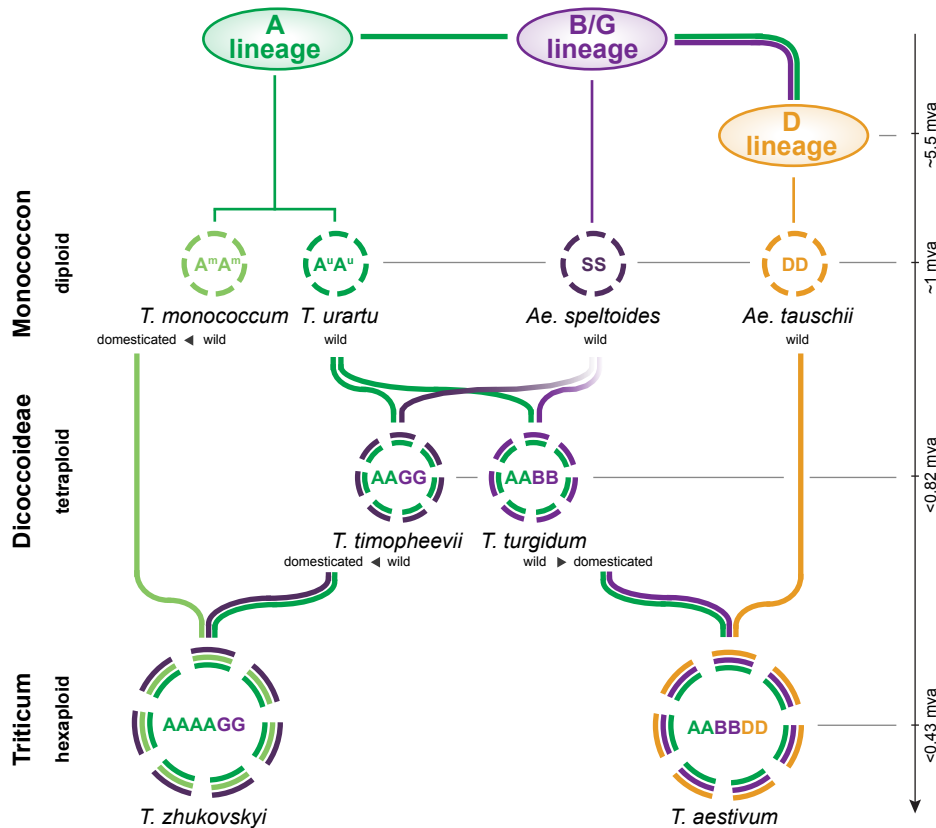 A
lineage
B/G
lineage
D
lineage
~5.5 mya
Monococcon
diploid
AᵐAᵐ
AᵘAᵘ
SS
DD
~1 mya
T. monococcum
T. urartu
Ae. speltoides
Ae. tauschii
domesticated ◄ wild
wild
wild
wild
Dicoccoideae
tetraploid
AAGG
AABB
<0.82 mya
T. timopheevii
T. turgidum
domesticated ◄ wild
wild ► domesticated
Triticum
hexaploid
AAAAGG
AABBDD
<0.43 mya
T. zhukovskyi
T. aestivum